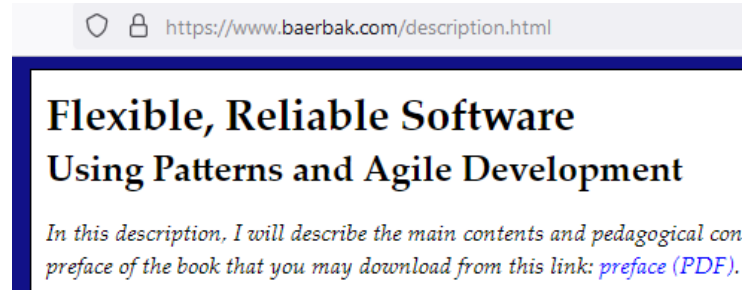 https://www.baerbak.com/description.html
Flexible, Reliable Software
Using Patterns and Agile Development
In this description, I will describe the main contents and pedagogical con
preface of the book that you may download from this link: preface (PDF).